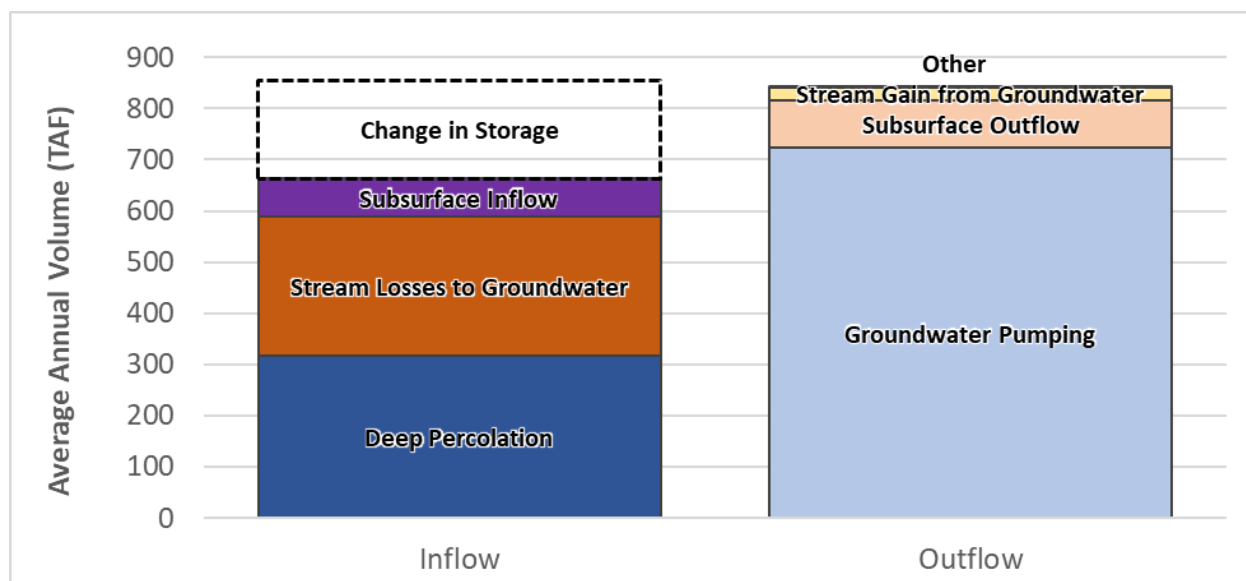 Average Annual Volume (TAF)
900
800
700
600
500
400
300
200
100
0
Change in Storage
Subsurface Inflow
Stream Losses to Groundwater
Deep Percolation
Other
Stream Gain from Groundwater
Subsurface Outflow
Groundwater Pumping
Inflow
Outflow